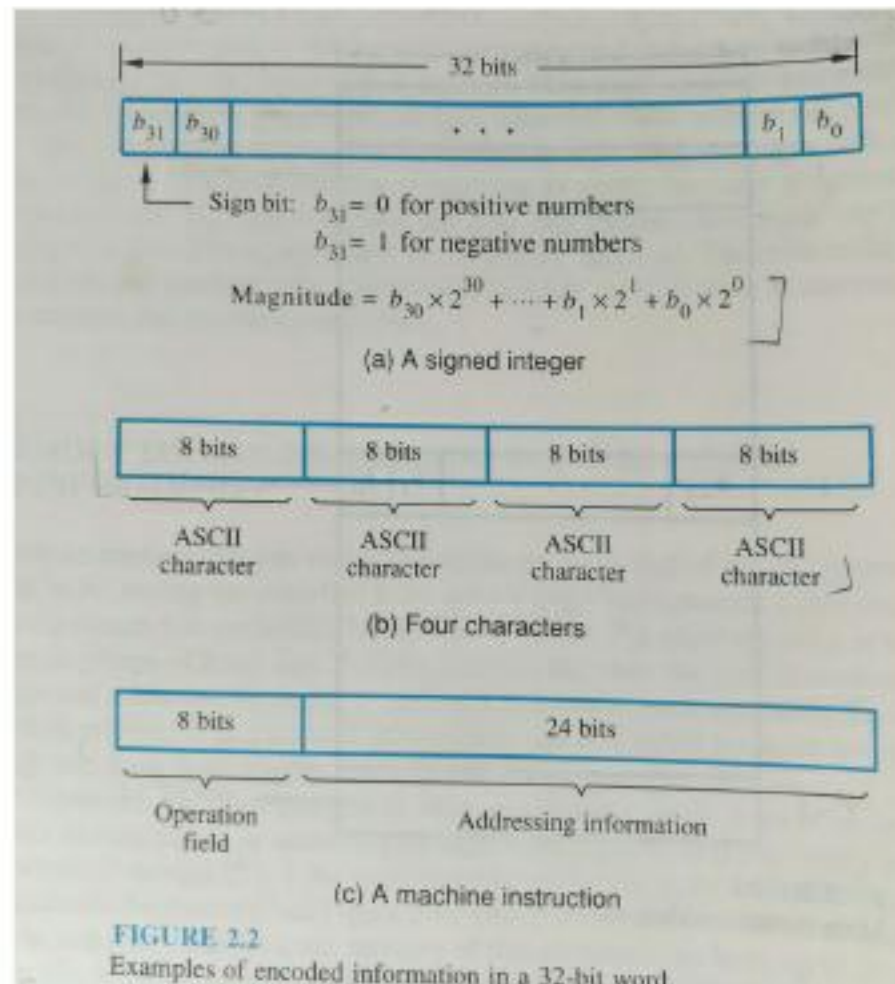 32 bits
b31 b30 . . . b1 b0
Sign bit: b31 = 0 for positive numbers
b31 = 1 for negative numbers
Magnitude = b30 × 2^30 + ··· + b1 × 2^1 + b0 × 2^0
(a) A signed integer
8 bits 8 bits 8 bits 8 bits
ASCII ASCII ASCII ASCII
character character character character
(b) Four characters
8 bits 24 bits
Operation Addressing information
field
(c) A machine instruction
FIGURE 2.2
Examples of encoded information in a 32-bit word.